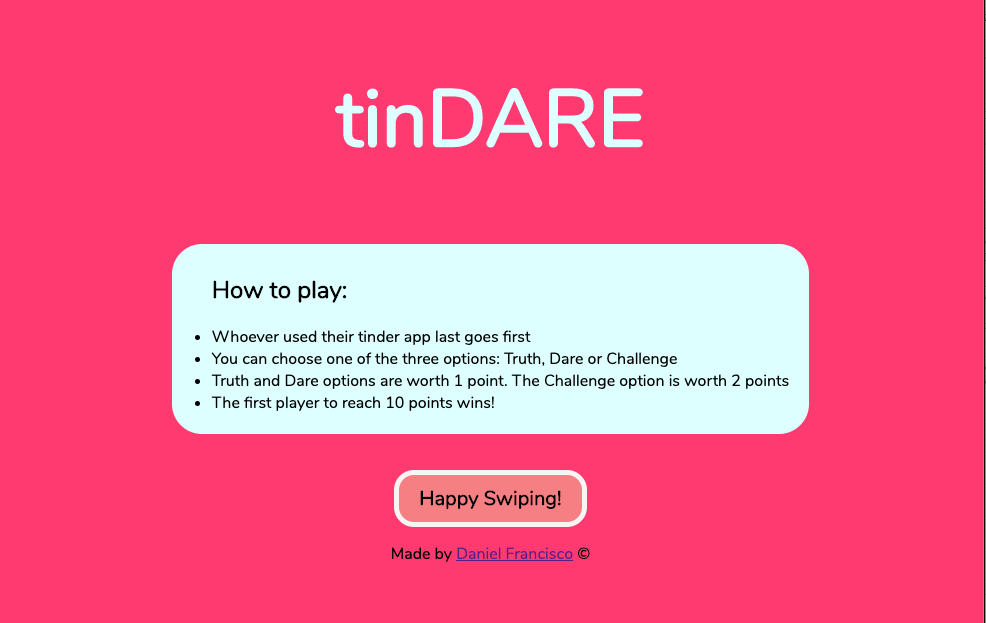 tinDARE
How to play:
• Whoever used their tinder app last goes first
• You can choose one of the three options: Truth, Dare or Challenge
• Truth and Dare options are worth 1 point. The Challenge option is worth 2 points
• The first player to reach 10 points wins!
Happy Swiping!
Made by Daniel Francisco ©